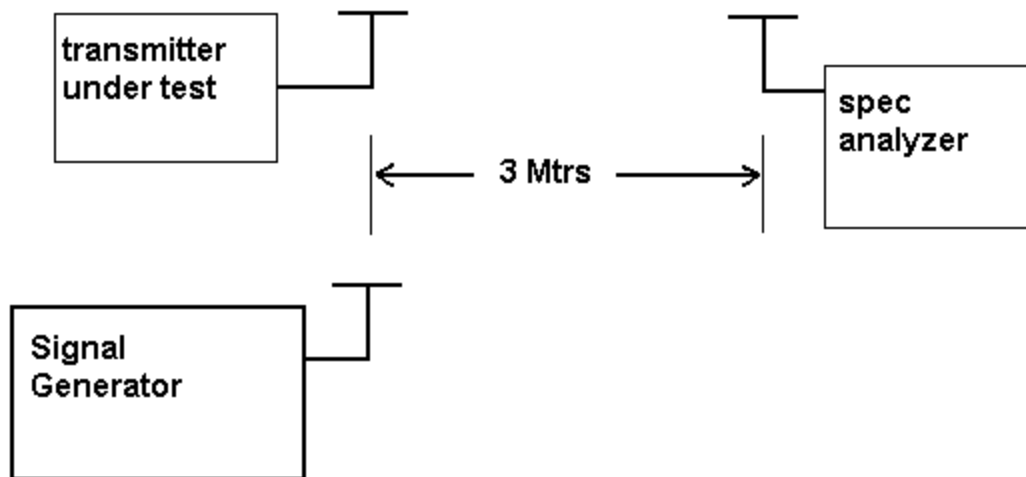 transmitter
under test
spec
analyzer
3 Mtrs
Signal
Generator